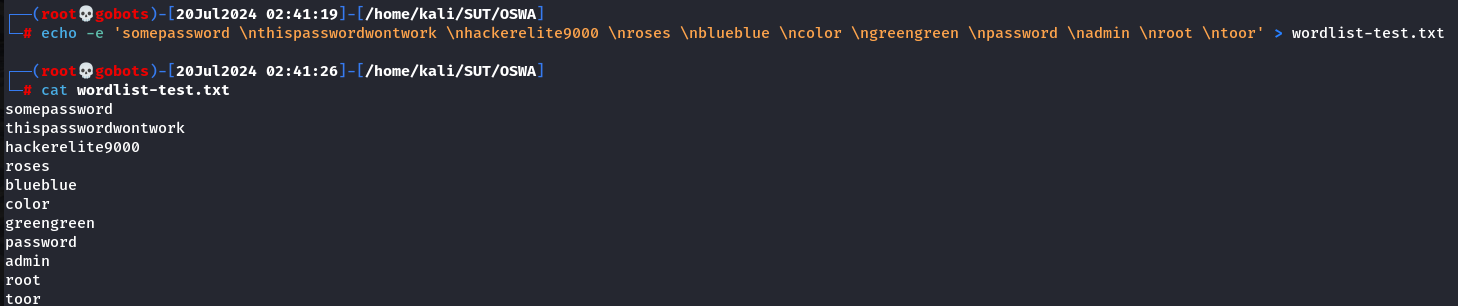 ┌──(root💀gobots)-[20Jul2024 02:41:19]-[/home/kali/SUT/OSWA]
└─# echo -e 'somepassword \nthispasswordwontwork \nhackerelite9000 \nroses \nblueblue \ncolor \ngreengreen \npassword \nadmin \nroot \ntoor' > wordlist-test.txt
┌──(root💀gobots)-[20Jul2024 02:41:26]-[/home/kali/SUT/OSWA]
└─# cat wordlist-test.txt
somepassword
thispasswordwontwork
hackerelite9000
roses
blueblue
color
greengreen
password
admin
root
toor